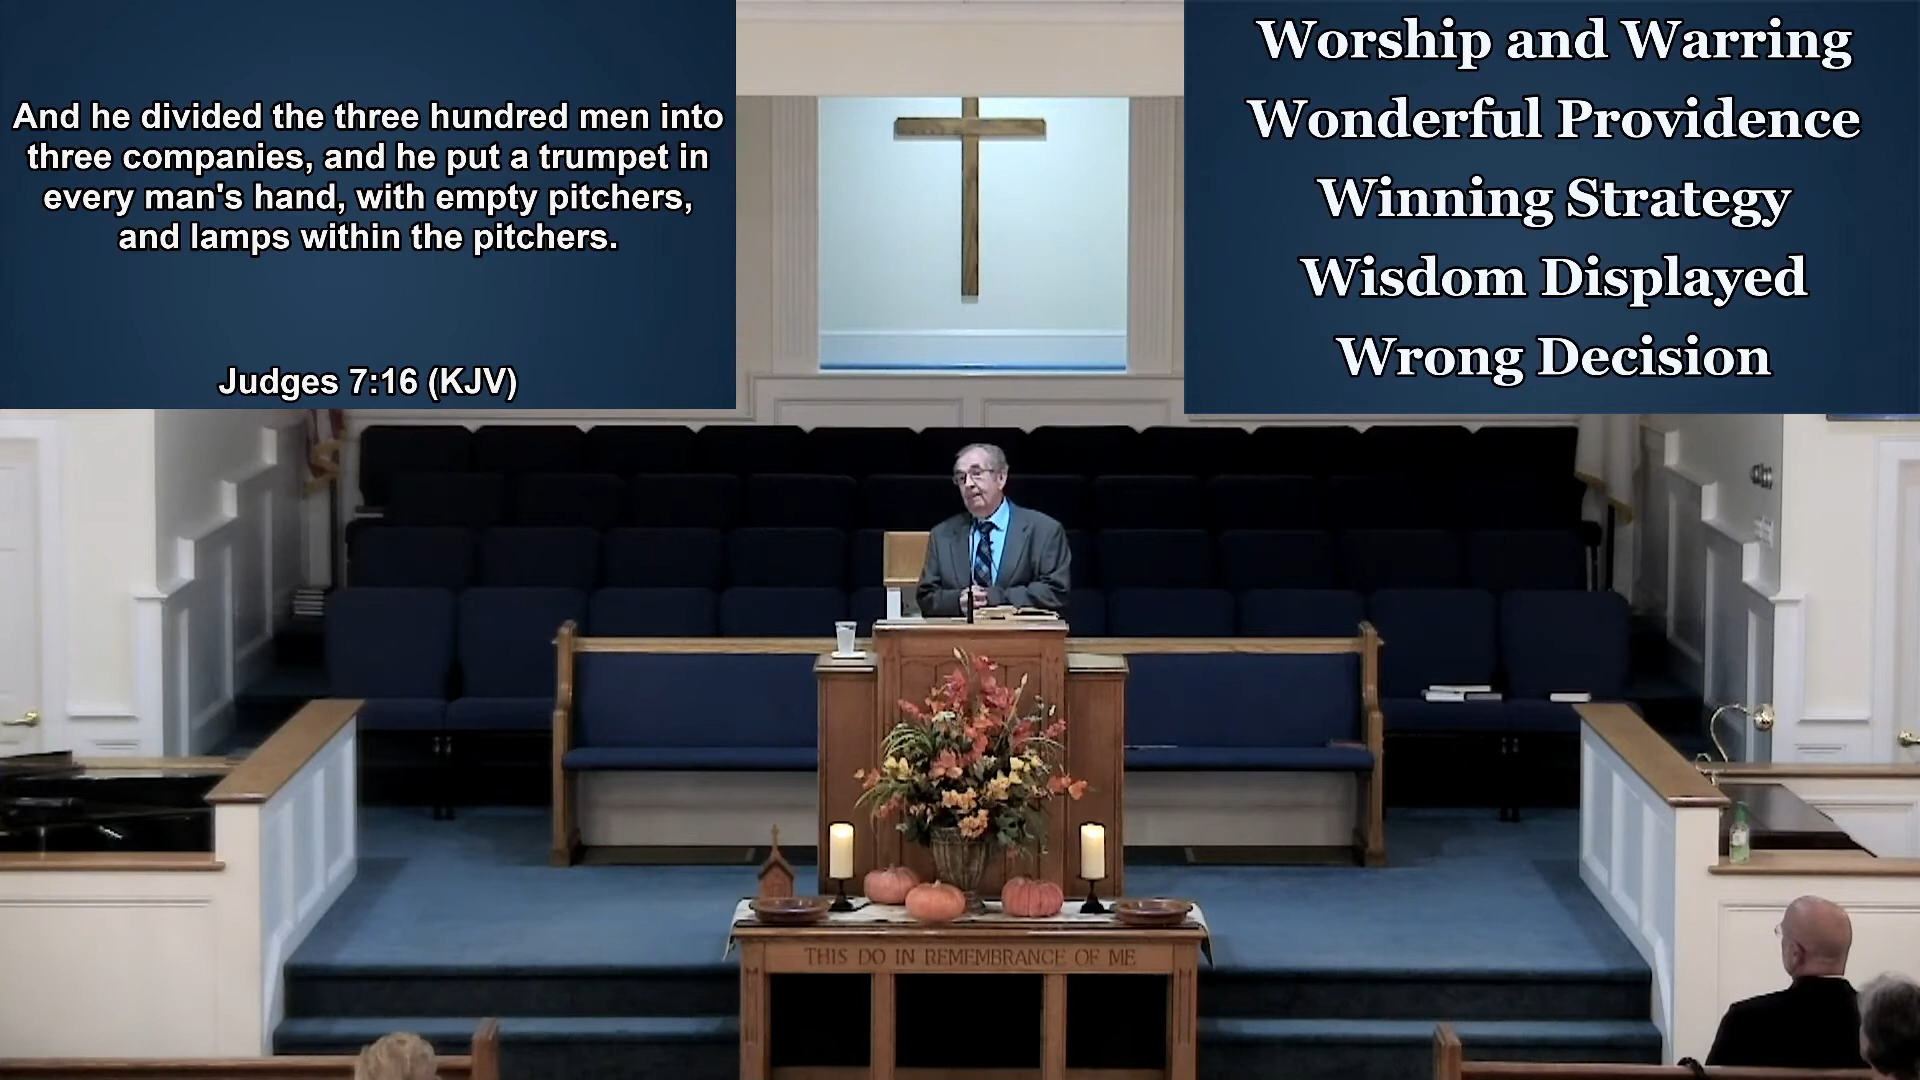 And he divided the three hundred men into
three companies, and he put a trumpet in
every man's hand, with empty pitchers,
and lamps within the pitchers.
Judges 7:16 (KJV)
Worship and Warring
Wonderful Providence
Winning Strategy
Wisdom Displayed
Wrong Decision
THIS DO IN REMEMBRANCE OF ME